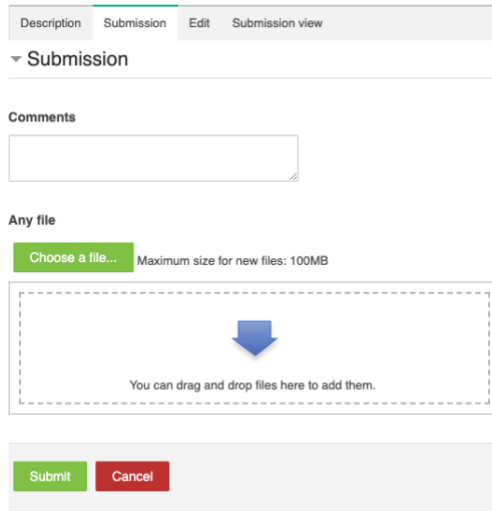 Description Submission Edit Submission view
Submission
Comments
Any file
Choose a file... Maximum size for new files: 100MB
You can drag and drop files here to add them.
Submit Cancel